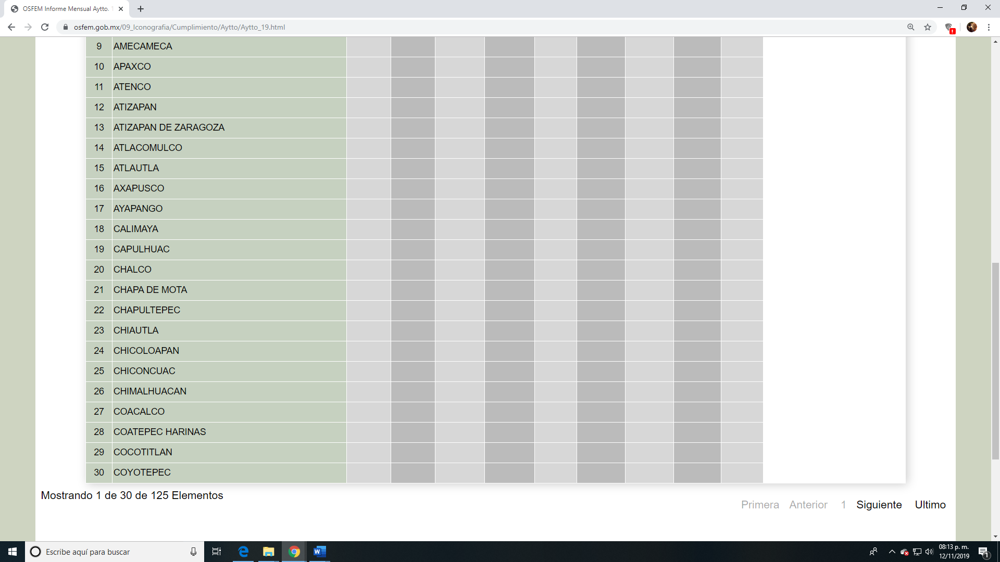 OSFEM Informe Mensual Aytto.
osfem.gob.mx/09_Iconografia/Cumplimiento/Aytto/Aytto_19.html
9 AMECAMECA
10 APAXCO
11 ATENCO
12 ATIZAPAN
13 ATIZAPAN DE ZARAGOZA
14 ATLACOMULCO
15 ATLAUTLA
16 AXAPUSCO
17 AYAPANGO
18 CALIMAYA
19 CAPULHUAC
20 CHALCO
21 CHAPA DE MOTA
22 CHAPULTEPEC
23 CHIAUTLA
24 CHICOLOAPAN
25 CHICONCUAC
26 CHIMALHUACAN
27 COACALCO
28 COATEPEC HARINAS
29 COCOTITLAN
30 COYOTEPEC
Mostrando 1 de 30 de 125 Elementos
Primera Anterior 1 Siguiente Ultimo
Escribe aquí para buscar
08:13 p. m.
12/11/2019
1